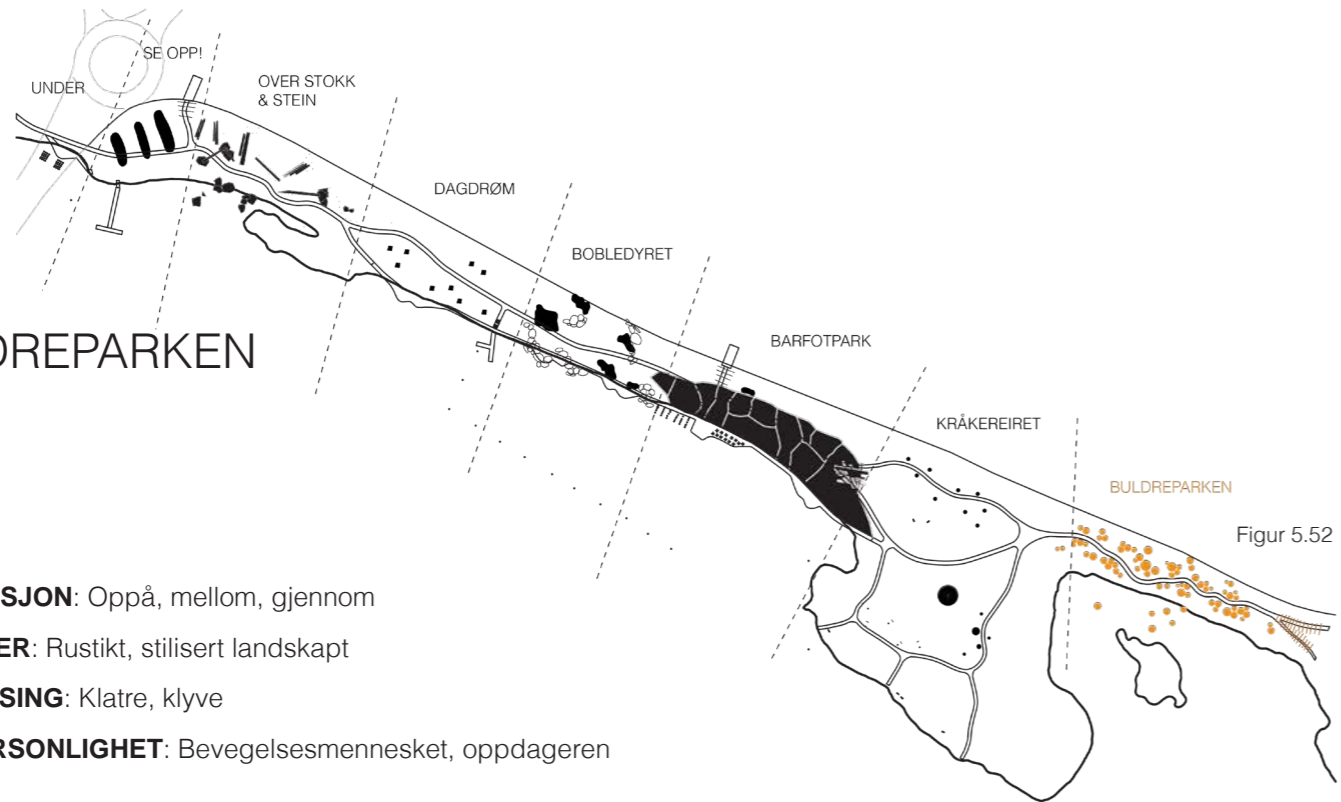 SE OPP!
UNDER
OVER STOKK
& STEIN
DAGDRØM
BOBLEDYRET
BARFOTPARK
KRÅKEREIRET
BULDREPARKEN
Figur 5.52
DREPARKEN
SJON: Oppå, mellom, gjennom
ER: Rustikt, stilisert landskapt
SING: Klatre, klyve
RSONLIGHET: Bevegelsesmennesket, oppdageren